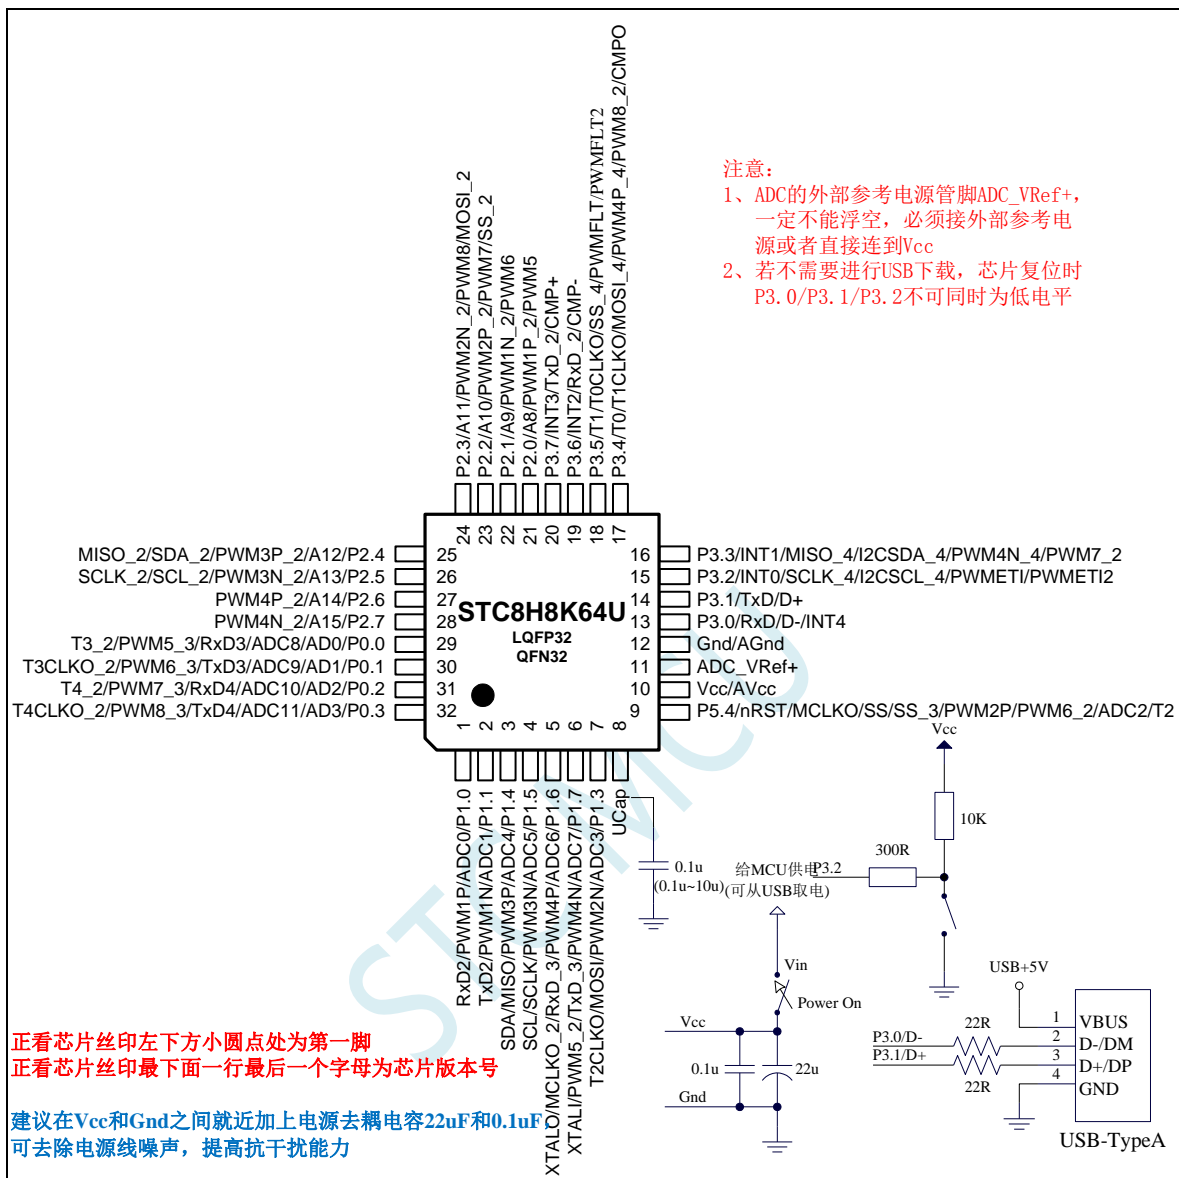 注意：
1、ADC的外部参考电源管脚ADC_VRef+，
一定不能浮空，必须接外部参考电
源或者直接连到Vcc
2、若不需要进行USB下载，芯片复位时
P3.0/P3.1/P3.2不可同时为低电平
P2.3/A11/PWM2N_2/PWM8/MOSI_2
P2.2/A10/PWM2P_2/PWM7/SS_2
P2.1/A9/PWM1N_2/PWM6
P2.0/A8/PWM1P_2/PWM5
P3.7/INT3/TxD_2/CMP+
P3.6/INT2/RxD_2/CMP-
P3.5/T1/T0CLKO/SS_4/PWMFLT/PWMFLT2
P3.4/T0/T1CLKO/MOSI_4/PWM4P_4/PWM8_2/CMPO
24
23
22
21
20
19
18
17
MISO_2/SDA_2/PWM3P_2/A12/P2.4
25
SCLK_2/SCL_2/PWM3N_2/A13/P2.5
26
PWM4P_2/A14/P2.6
27
PWM4N_2/A15/P2.7
28
T3_2/PWM5_3/RxD3/ADC8/AD0/P0.0
29
T3CLKO_2/PWM6_3/TxD3/ADC9/AD1/P0.1
30
T4_2/PWM7_3/RxD4/ADC10/AD2/P0.2
31
T4CLKO_2/PWM8_3/TxD4/ADC11/AD3/P0.3
32
STC8H8K64U
LQFP32
QFN32
16
P3.3/INT1/MISO_4/I2CSDA_4/PWM4N_4/PWM7_2
15
P3.2/INT0/SCLK_4/I2CSCL_4/PWMETI/PWMETI2
14
P3.1/TxD/D+
13
P3.0/RxD/D-/INT4
12
Gnd/AGnd
11
ADC_VRef+
10
Vcc/AVcc
9
P5.4/nRST/MCLKO/SS/SS_3/PWM2P/PWM6_2/ADC2/T2
1
2
3
4
5
6
7
8
RxD2/PWM1P/ADC0/P1.0
TxD2/PWM1N/ADC1/P1.1
SDA/MISO/PWM3P/ADC4/P1.4
SCL/SCLK/PWM3N/ADC5/P1.5
XTALO/MCLKO_2/RxD_3/PWM4P/ADC6/P1.6
XTALI/PWM5_2/TxD_3/PWM4N/ADC7/P1.7
T2CLKO/MOSI/PWM2N/ADC3/P1.3
UCap
0.1u
(0.1u~10u)
Vcc
10K
300R
P3.2
给MCU供电
(可从USB取电)
Vin
Power On
Vcc
0.1u
22u
Gnd
USB+5V
P3.0/D-
P3.1/D+
22R
22R
1
2
3
4
VBUS
D-/DM
D+/DP
GND
USB-TypeA
正看芯片丝印左下方小圆点处为第一脚
正看芯片丝印最下面一行最后一个字母为芯片版本号
建议在Vcc和Gnd之间就近加上电源去耦电容22uF和0.1uF，
可去除电源线噪声，提高抗干扰能力
STC MCU